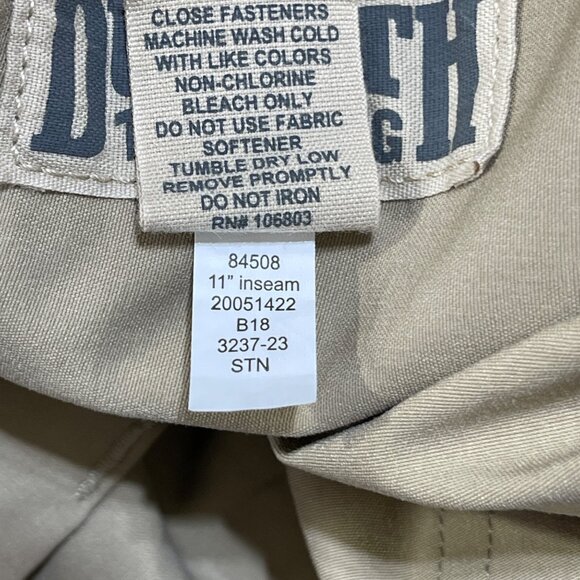 CLOSE FASTENERS
MACHINE WASH COLD
WITH LIKE COLORS
NON-CHLORINE
BLEACH ONLY
DO NOT USE FABRIC
SOFTENER
TUMBLE DRY LOW
REMOVE PROMPTLY
DO NOT IRON
RN# 106803
84508
11" inseam
20051422
B18
3237-23
STN